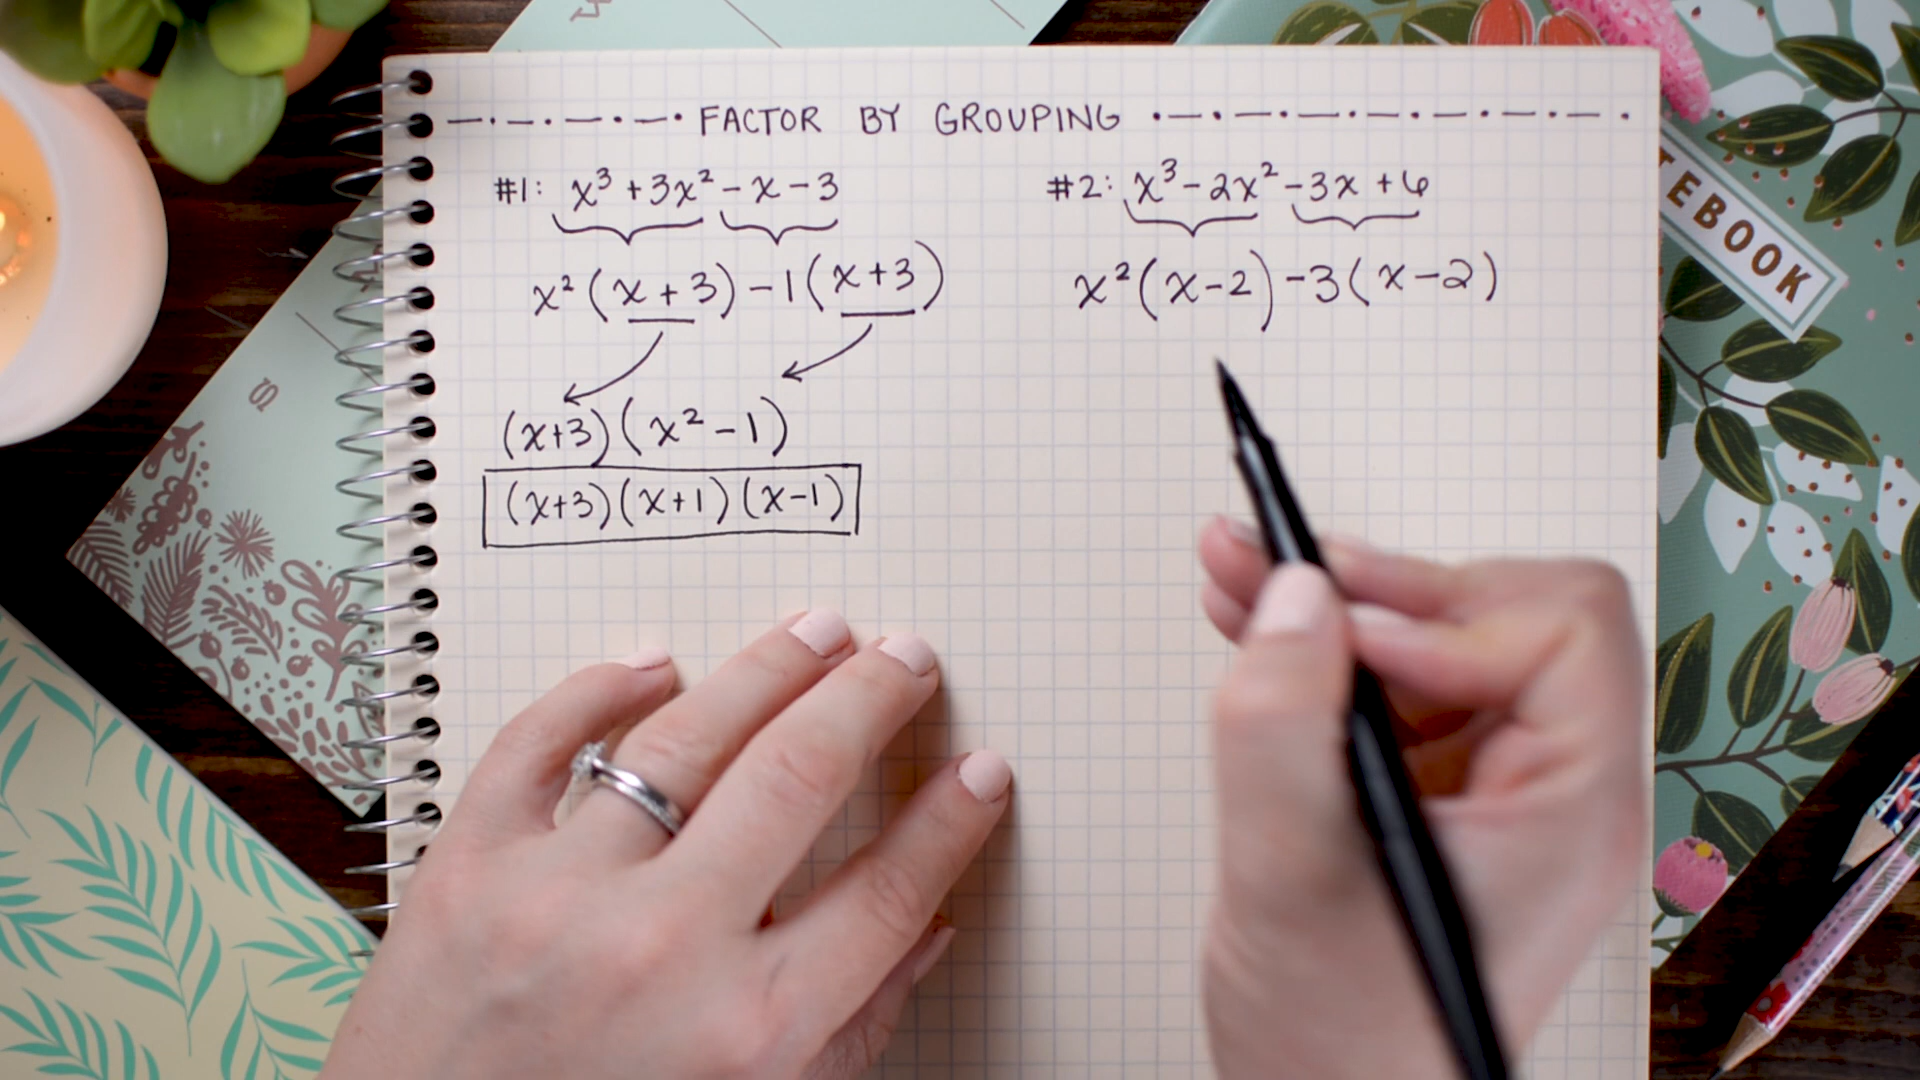 FACTOR BY GROUPING
#1: x³ + 3x² - x - 3
x² (x + 3) - 1 (x + 3)
(x+3) (x² - 1)
(x+3) (x+1) (x-1)
#2: x³ - 2x² - 3x + 6
x² (x - 2) - 3 (x - 2)
TEBOOK
S